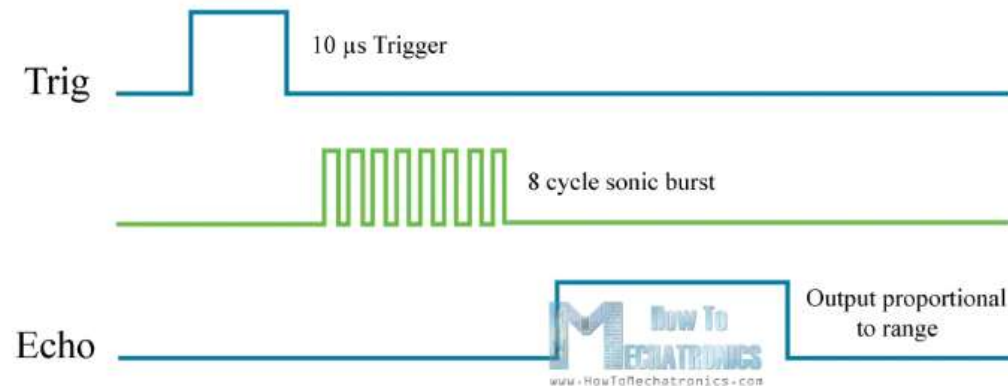 Trig
10 µs Trigger
8 cycle sonic burst
Echo
How To
MECHATRONICS
www.HowToMechatronics.com
Output proportional
to range